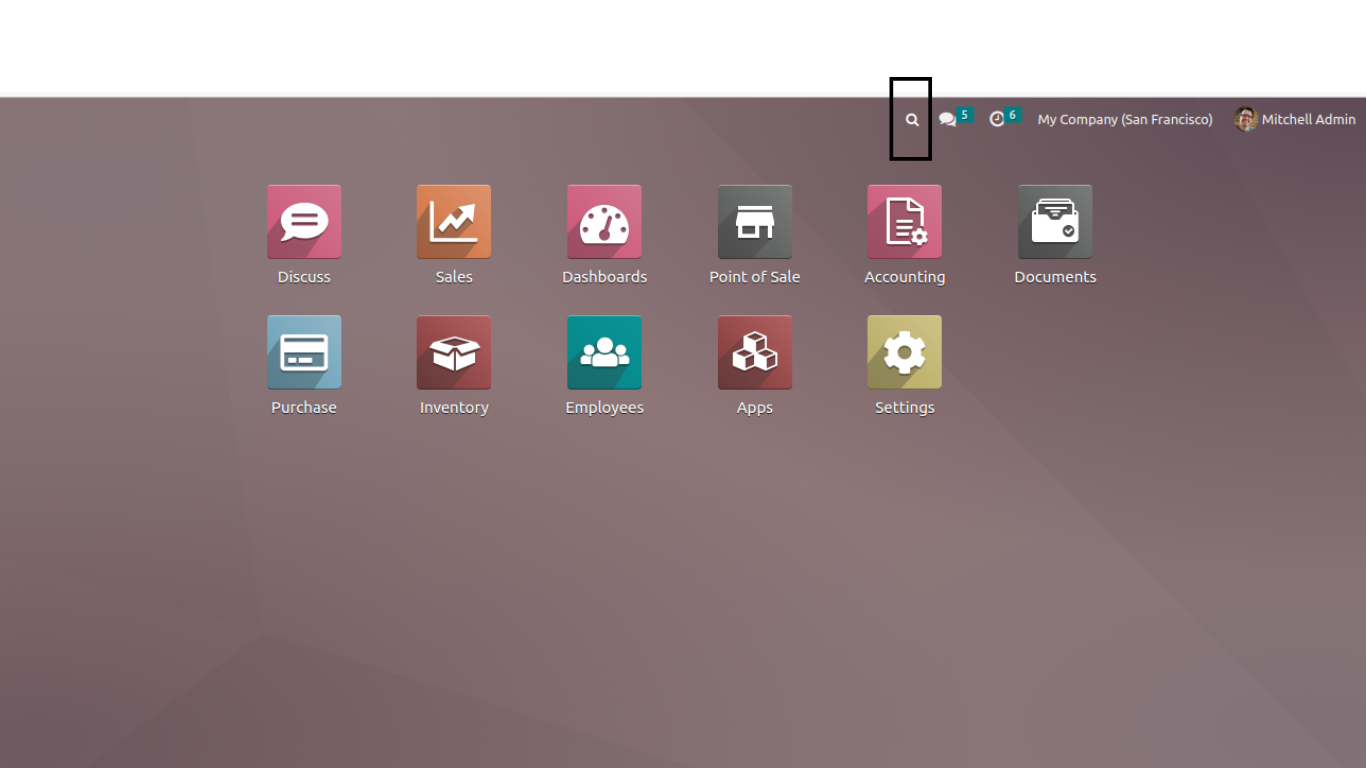 5 6 My Company (San Francisco) Mitchell Admin
Discuss Sales Dashboards Point of Sale Accounting Documents
Purchase Inventory Employees Apps Settings